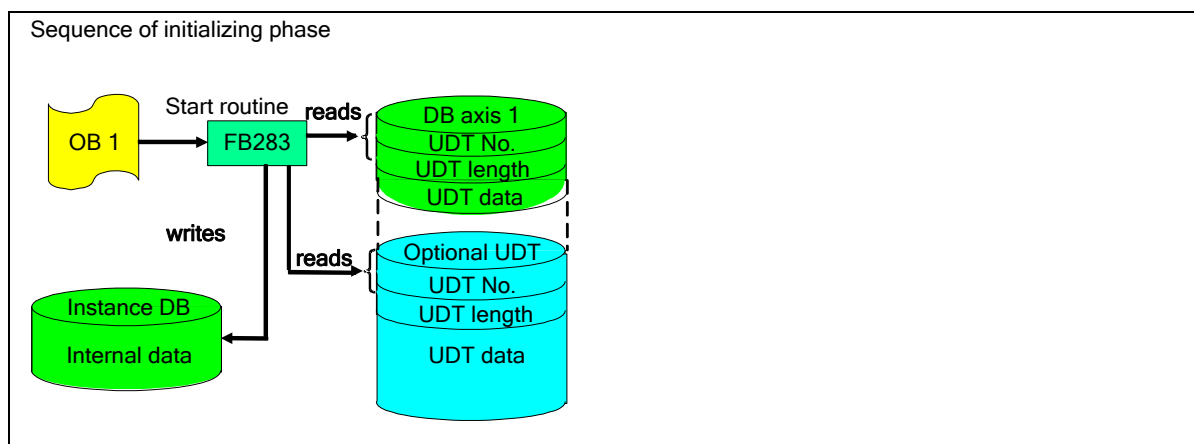 Sequence of initializing phase
Start routine
reads
OB 1
FB283
DB axis 1
UDT No.
UDT length
UDT data
writes
reads
Optional UDT
UDT No.
UDT length
UDT data
Instance DB
Internal data